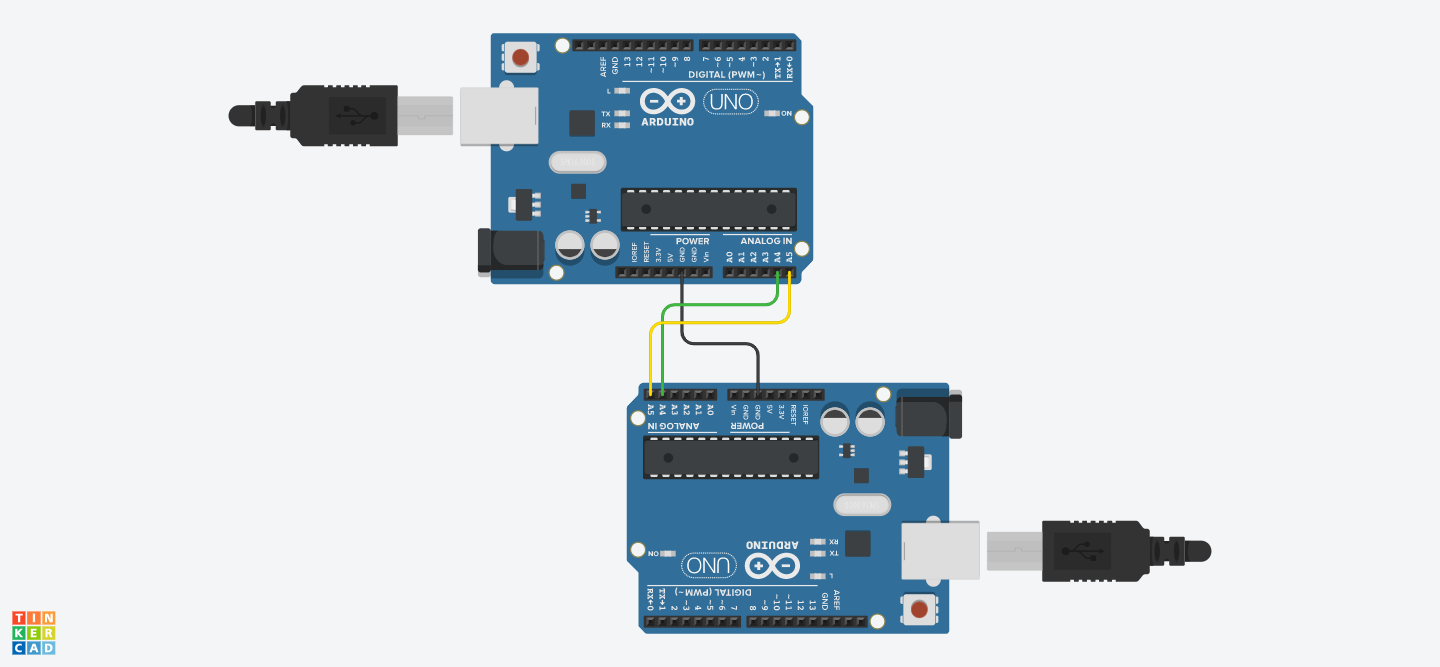 AREF
GND
13
12
~11
~10
~9
8
7
~6
~5
4
~3
2
TX→1
RX←0
DIGITAL (PWM~)
L
TX
RX
ARDUINO
UNO
ON
IOREF
RESET
3.3V
5V
GND
GND
Vin
POWER
A0
A1
A2
A3
A4
A5
ANALOG IN
A5
A4
A3
A2
A1
A0
ANALOG IN
Vin
GND
GND
5V
3.3V
RESET
IOREF
POWER
ON
UNO
ARDUINO
RX
TX
L
DIGITAL (PWM~)
RX←0
TX→1
2
~3
4
~5
~6
7
8
~9
~10
~11
12
13
GND
AREF
TIN
KER
CAD